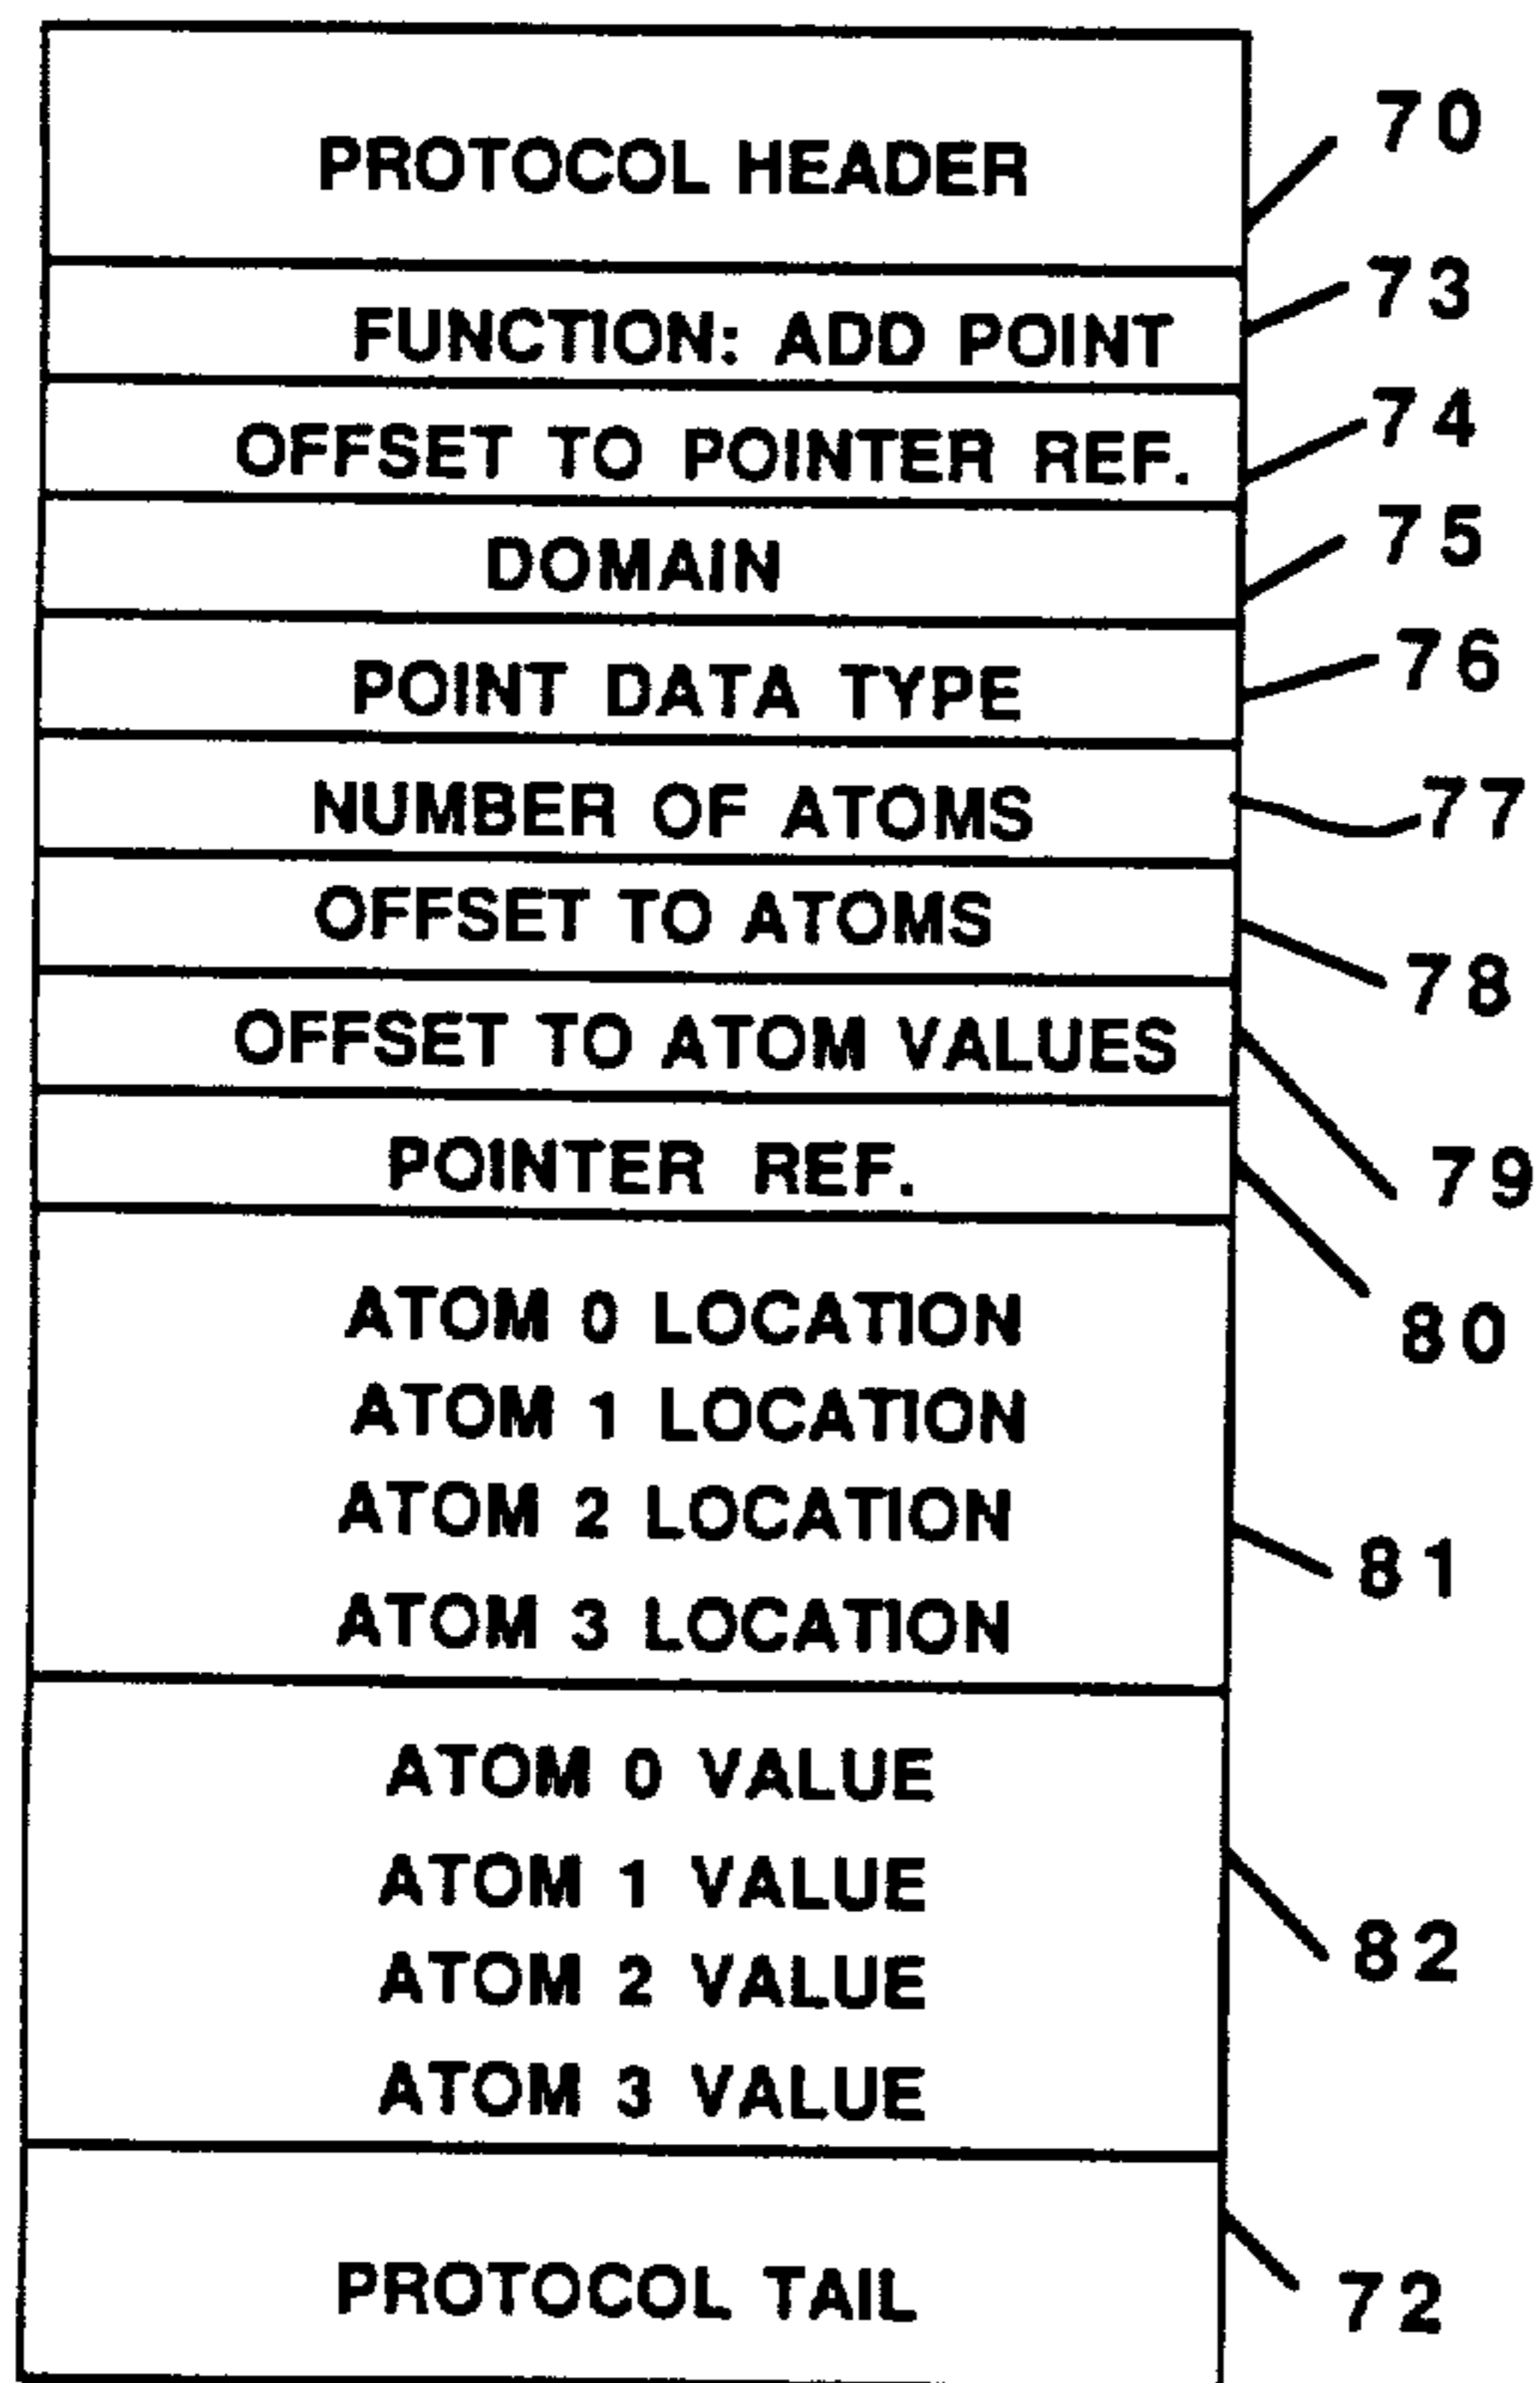 PROTOCOL HEADER
70
FUNCTION: ADD POINT
73
OFFSET TO POINTER REF.
74
DOMAIN
75
POINT DATA TYPE
76
NUMBER OF ATOMS
77
OFFSET TO ATOMS
78
OFFSET TO ATOM VALUES
79
POINTER REF.
80
ATOM 0 LOCATION
ATOM 1 LOCATION
ATOM 2 LOCATION
ATOM 3 LOCATION
81
ATOM 0 VALUE
ATOM 1 VALUE
ATOM 2 VALUE
ATOM 3 VALUE
82
PROTOCOL TAIL
72